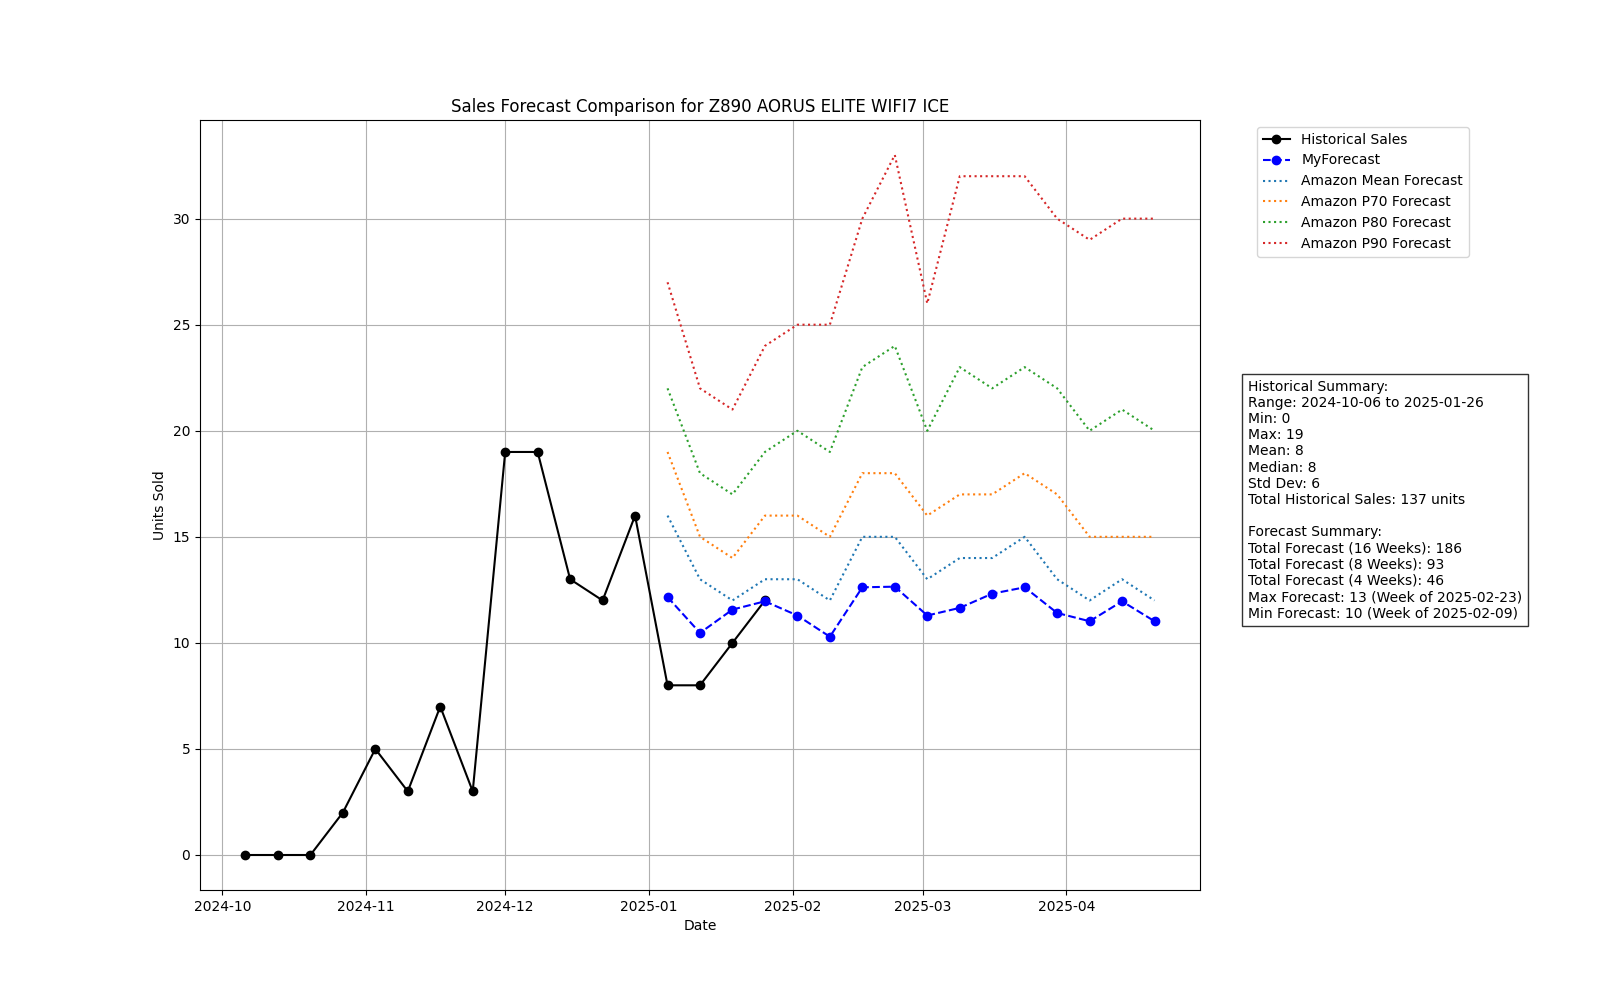 Sales Forecast Comparison for Z890 AORUS ELITE WIFI7 ICE
Historical Sales
MyForecast
Amazon Mean Forecast
Amazon P70 Forecast
Amazon P80 Forecast
Amazon P90 Forecast
30
25
20
15
10
5
0
Units Sold
2024-10
2024-11
2024-12
2025-01
2025-02
2025-03
2025-04
Date
Historical Summary:
Range: 2024-10-06 to 2025-01-26
Min: 0
Max: 19
Mean: 8
Median: 8
Std Dev: 6
Total Historical Sales: 137 units
Forecast Summary:
Total Forecast (16 Weeks): 186
Total Forecast (8 Weeks): 93
Total Forecast (4 Weeks): 46
Max Forecast: 13 (Week of 2025-02-23)
Min Forecast: 10 (Week of 2025-02-09)